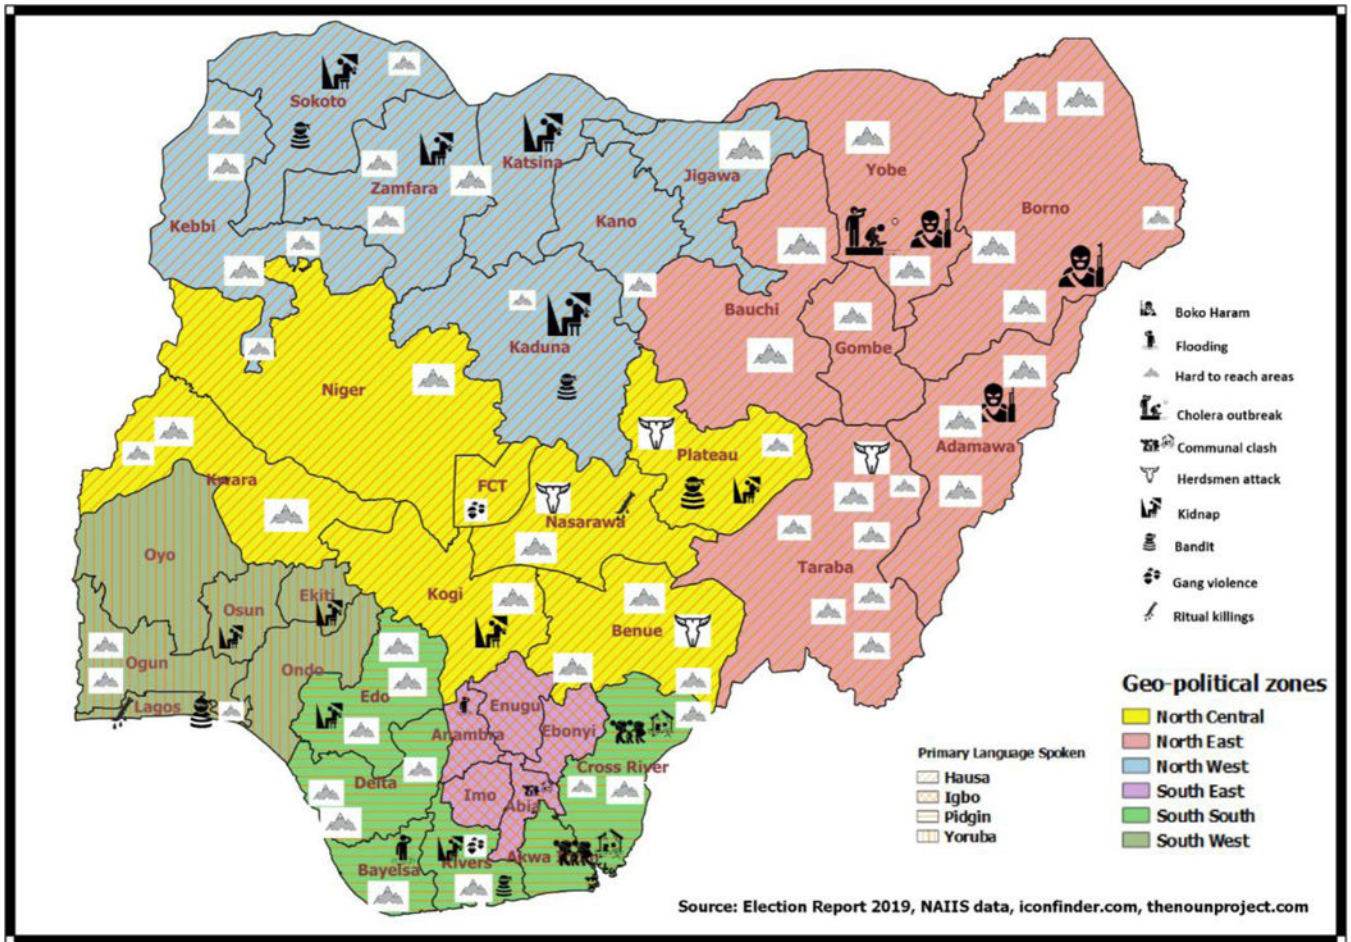 Sokoto
Katsina
Zamfara
Jigawa
Yobe
Kano
Borno
Kebbi
Bauchi
Kaduna
Gombe
Niger
Adamawa
Plateau
Kwara
FCT
Nasarawa
Oyo
Taraba
Kogi
Ekiti
Osun
Benue
Ogun
Ondo
Edo
Enugu
Lagos
Anambra
Ebonyi
Cross River
Delta
Imo
Abia
Akwa
Rivers
Bayelsa
Boko Haram
Flooding
Hard to reach areas
Cholera outbreak
Communal clash
Herdsmen attack
Kidnap
Bandit
Gang violence
Ritual killings
Geo-political zones
North Central
North East
North West
South East
South South
South West
Primary Language Spoken
Hausa
Igbo
Pidgin
Yoruba
Source: Election Report 2019, NAIIS data, iconfinder.com, thenounproject.com